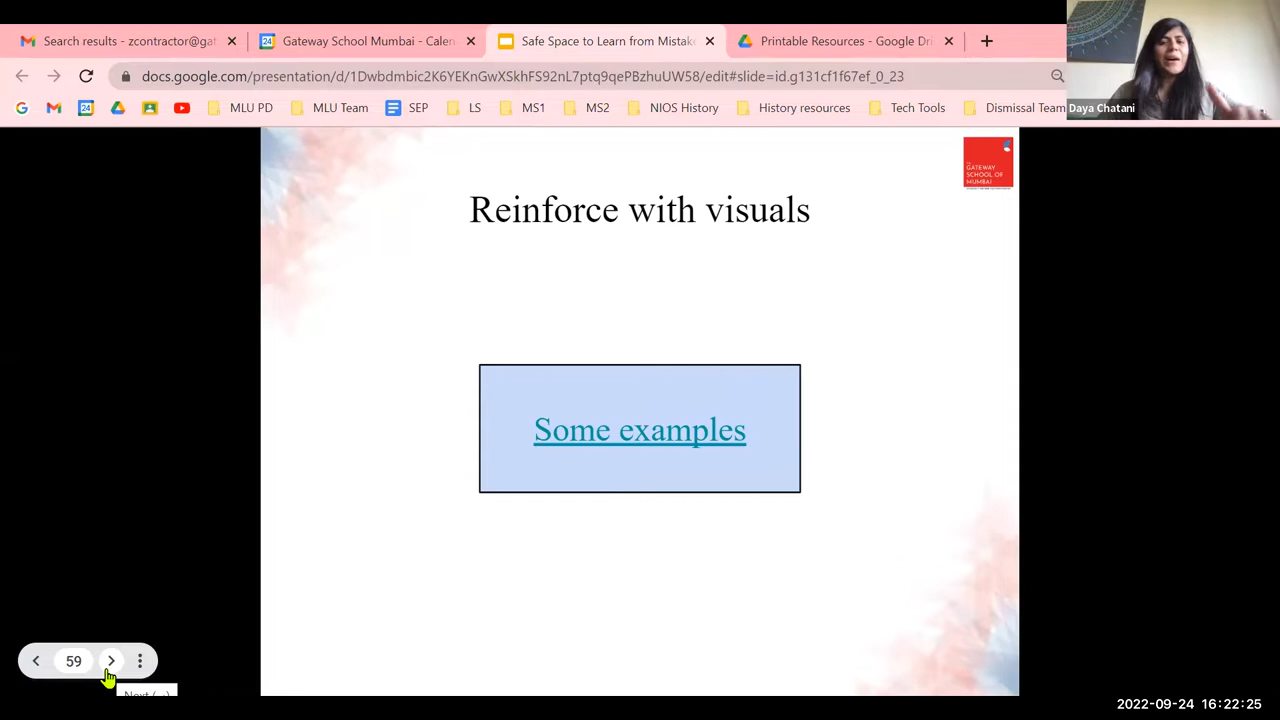 Search results - zcontractor@gat
Gateway School Mumbai - Calen
Safe Space to Learn from Mistak
Printable Resources - Google Dri
docs.google.com/presentation/d/1Dwbdmbic2K6YEKnGwXSkhFS92nL7ptq9qePBzhuUW58/edit#slide=id.g131cf1f67ef_0_23
MLU PD
MLU Team
SEP
LS
MS1
MS2
NIOS History
History resources
Tech Tools
Dismissal Team
Daya Chatani
GATEWAY
SCHOOL OF
MUMBAI
Reinforce with visuals
Some examples
59
Next (→)
2022-09-24 16:22:25